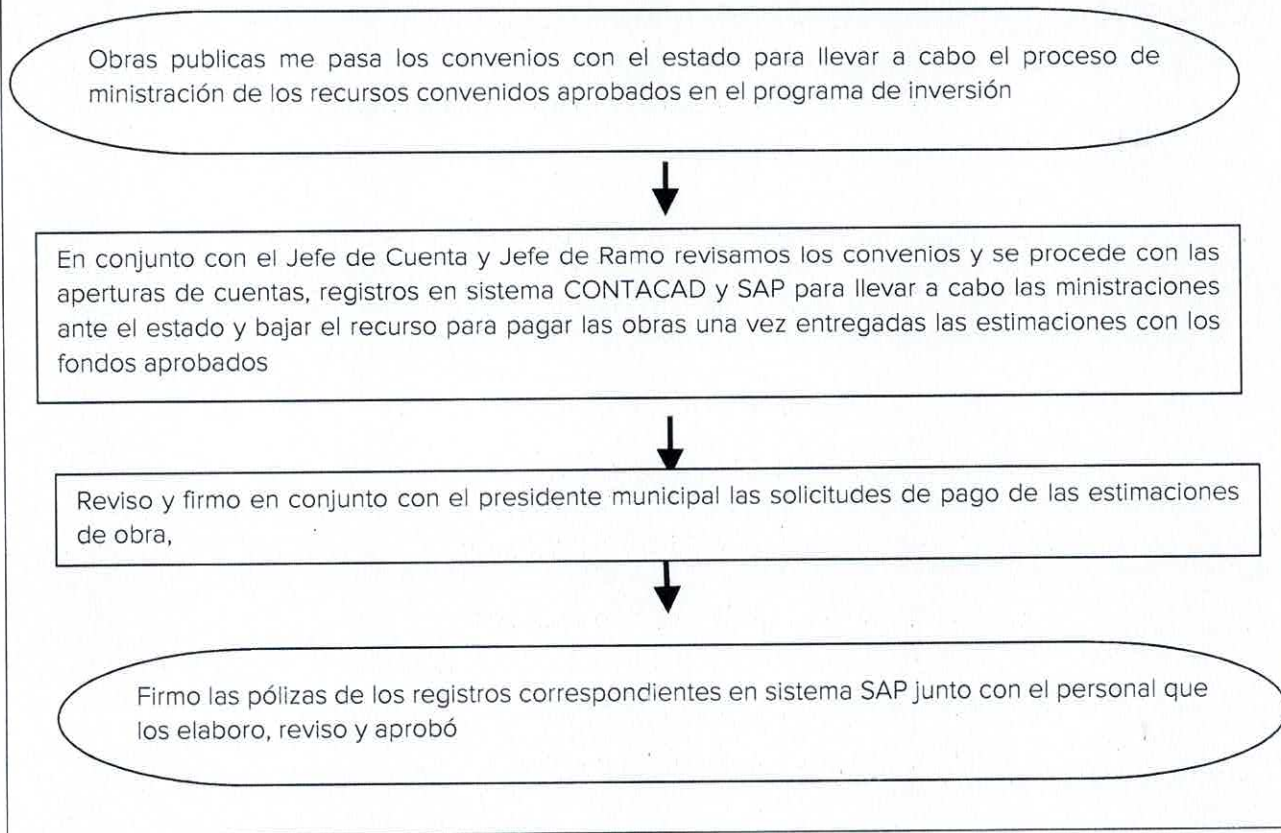 Obras publicas me pasa los convenios con el estado para llevar a cabo el proceso de
ministración de los recursos convenidos aprobados en el programa de inversión
En conjunto con el Jefe de Cuenta y Jefe de Ramo revisamos los convenios y se procede con las
aperturas de cuentas, registros en sistema CONTACAD y SAP para llevar a cabo las ministraciones
ante el estado y bajar el recurso para pagar las obras una vez entregadas las estimaciones con los
fondos aprobados
Reviso y firmo en conjunto con el presidente municipal las solicitudes de pago de las estimaciones
de obra,
Firmo las pólizas de los registros correspondientes en sistema SAP junto con el personal que
los elaboro, reviso y aprobó